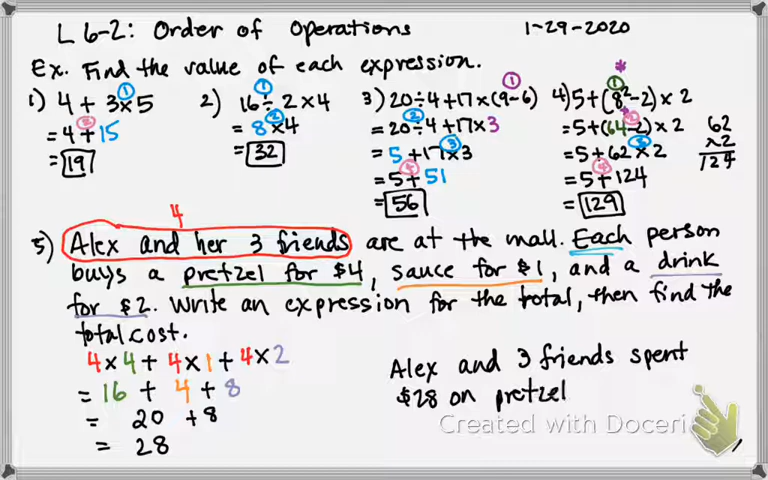 L 6-2: Order of Operations 1-29-2020
Ex. Find the value of each expression.
1) 4 + 3×5
= 4 + 15
= 19
2) 16 ÷ 2 × 4
= 8 × 4
= 32
3) 20 ÷ 4 + 17 × (9-6)
= 20 ÷ 4 + 17 × 3
= 5 + 17 × 3
= 5 + 51
= 56
4) 5 + (8²-2) × 2
= 5 + (64-2) × 2
= 5 + 62 × 2
= 5 + 124
= 129
62
×2
124
4
5) Alex and her 3 friends are at the mall. Each person
buys a pretzel for $4, sauce for $1, and a drink
for $2. Write an expression for the total, then find the
total cost.
4×4 + 4×1 + 4×2
= 16 + 4 + 8
= 20 + 8
= 28
Alex and 3 friends spent
$28 on pretzel
Created with Doceri